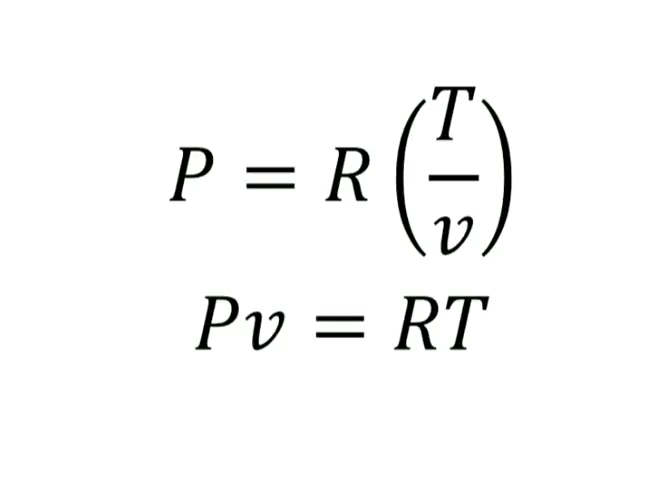 P = R (T/v)
Pv = RT